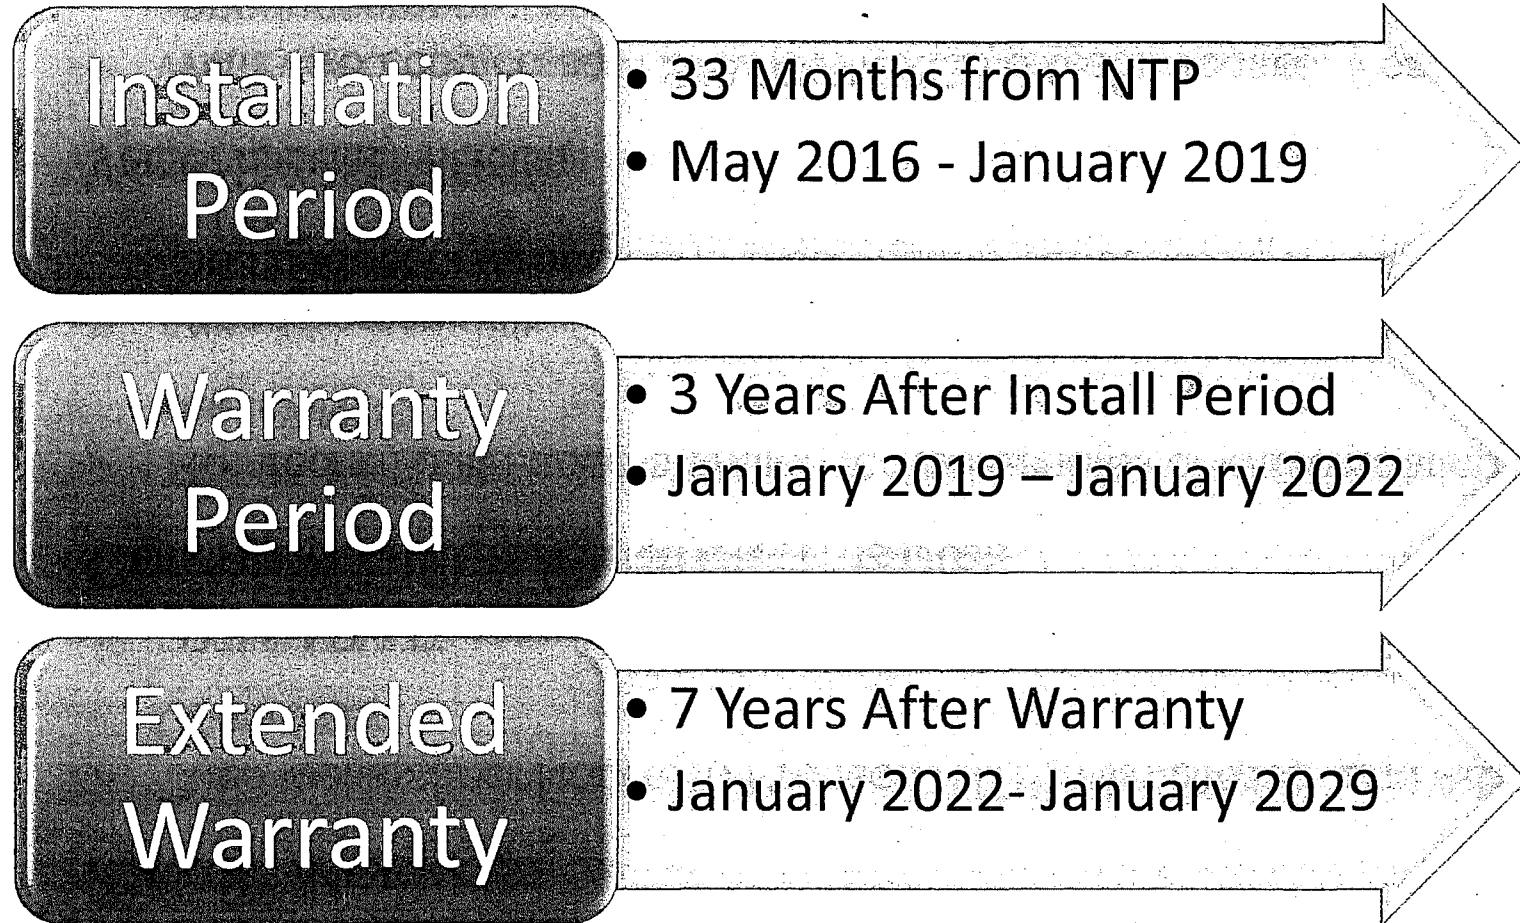 Installation
Period
• 33 Months from NTP
• May 2016 - January 2019
Warranty
Period
• 3 Years After Install Period
• January 2019 – January 2022
Extended
Warranty
• 7 Years After Warranty
• January 2022- January 2029